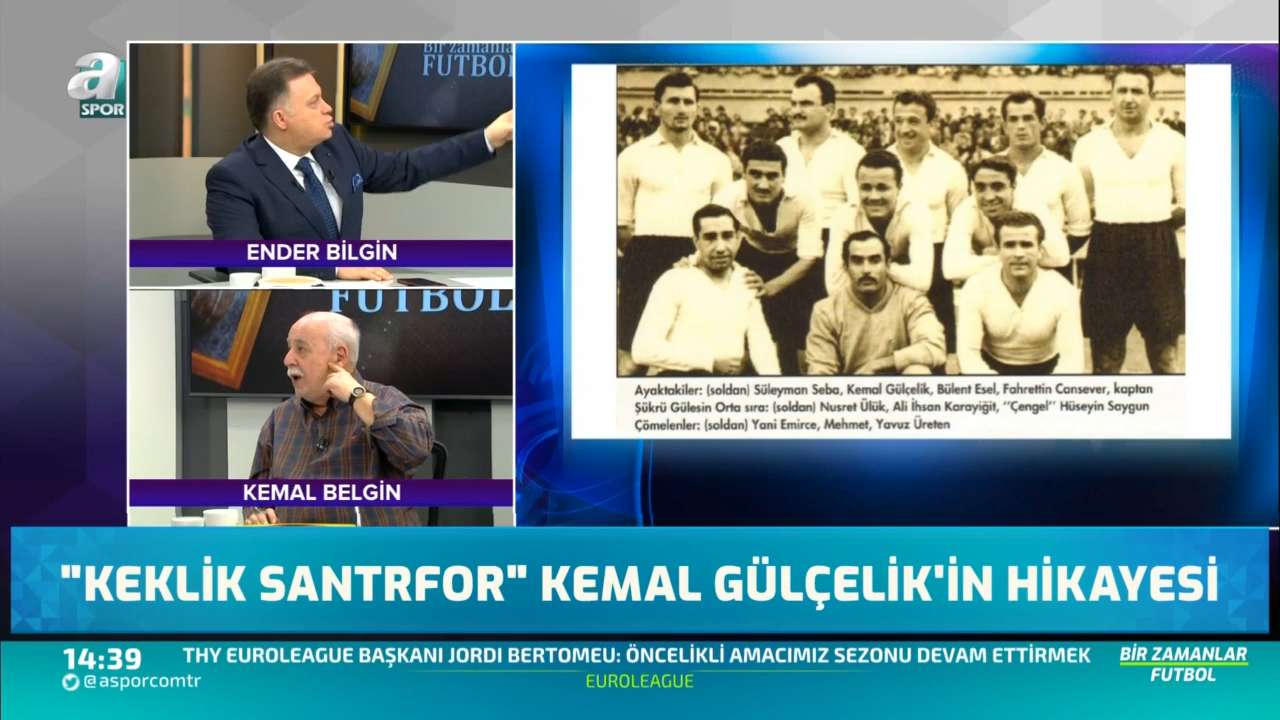 a
SPOR
Bir zamanla
FUTBOL
ENDER BİLGİN
FUTBOL
KEMAL BELGİN
Ayaktakiler: (soldan) Süleyman Seba, Kemal Gülçelik, Bülent Esel, Fahrettin Cansever, kaptan
Şükrü Gülesin Orta sıra: (soldan) Nusret Ülük, Ali İhsan Karayiğit, ''Çengel'' Hüseyin Saygun
Çömelenler: (soldan) Yani Emirce, Mehmet, Yavuz Üreten
"KEKLİK SANTRFOR" KEMAL GÜLÇELİK'İN HİKAYESİ
14:39
THY EUROLEAGUE BAŞKANI JORDI BERTOMEU: ÖNCELİKLİ AMACIMIZ SEZONU DEVAM ETTİRMEK
@asporcomtr
EUROLEAGUE
BİR ZAMANLAR
FUTBOL